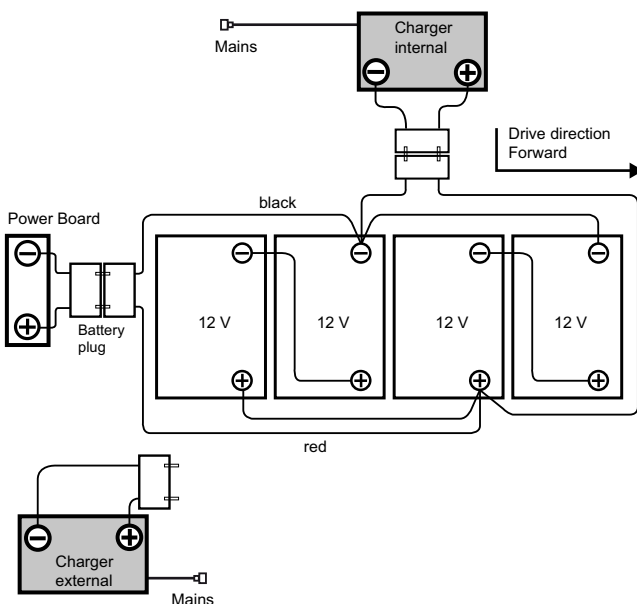 Charger
internal
Mains
Drive direction
Forward
black
Power Board
12 V
12 V
12 V
12 V
Battery
plug
red
Charger
external
Mains